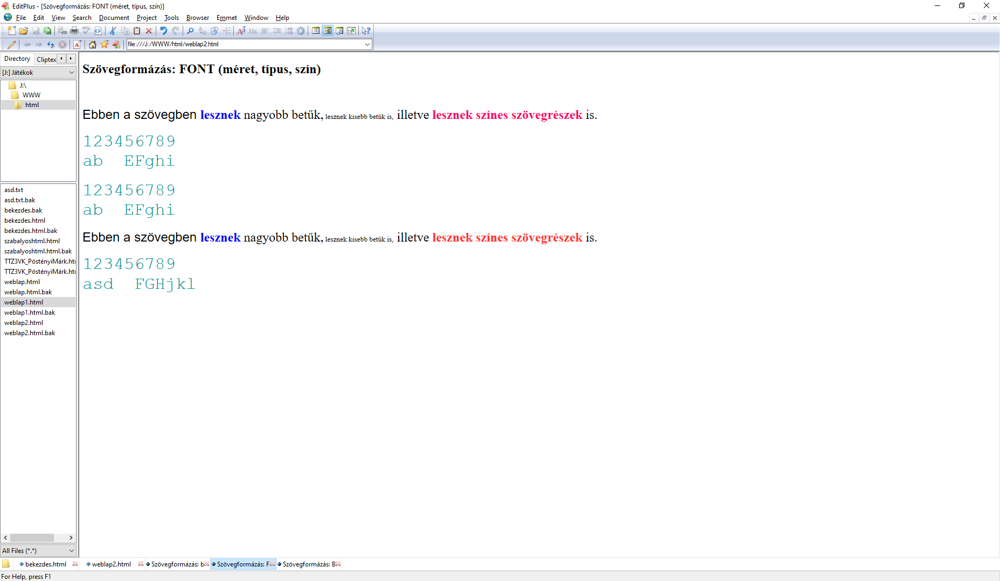 EditPlus - [Szövegformázás: FONT (méret, típus, szín)]
File Edit View Search Document Project Tools Browser Emmet Window Help
file:///J:/WWW/html/weblap2.html
Directory Cliptex
[J:] Játékok
J:\
WWW
html
asd.txt
asd.txt.bak
bekezdes.bak
bekezdes.html
bekezdes.html.bak
szabalyoshtml.html
szabalyoshtml.html.bak
TTZ3VK_PöstényiMárk.htm
TTZ3VK_PöstényiMárk.htm
weblap.html
weblap.html.bak
weblap1.html
weblap1.html.bak
weblap2.html
weblap2.html.bak
All Files (*.*)
Szövegformázás: FONT (méret, típus, szín)
Ebben a szövegben lesznek nagyobb betűk, lesznek kisebb betük is, illetve lesznek színes szövegrészek is.
123456789
ab  EFghi
123456789
ab  EFghi
Ebben a szövegben lesznek nagyobb betűk, lesznek kisebb betük is, illetve lesznek színes szövegrészek is.
123456789
asd  FGHjkl
bekezdes.html weblap2.html Szövegformázás: b Szövegformázás: F Szövegformázás: B
For Help, press F1